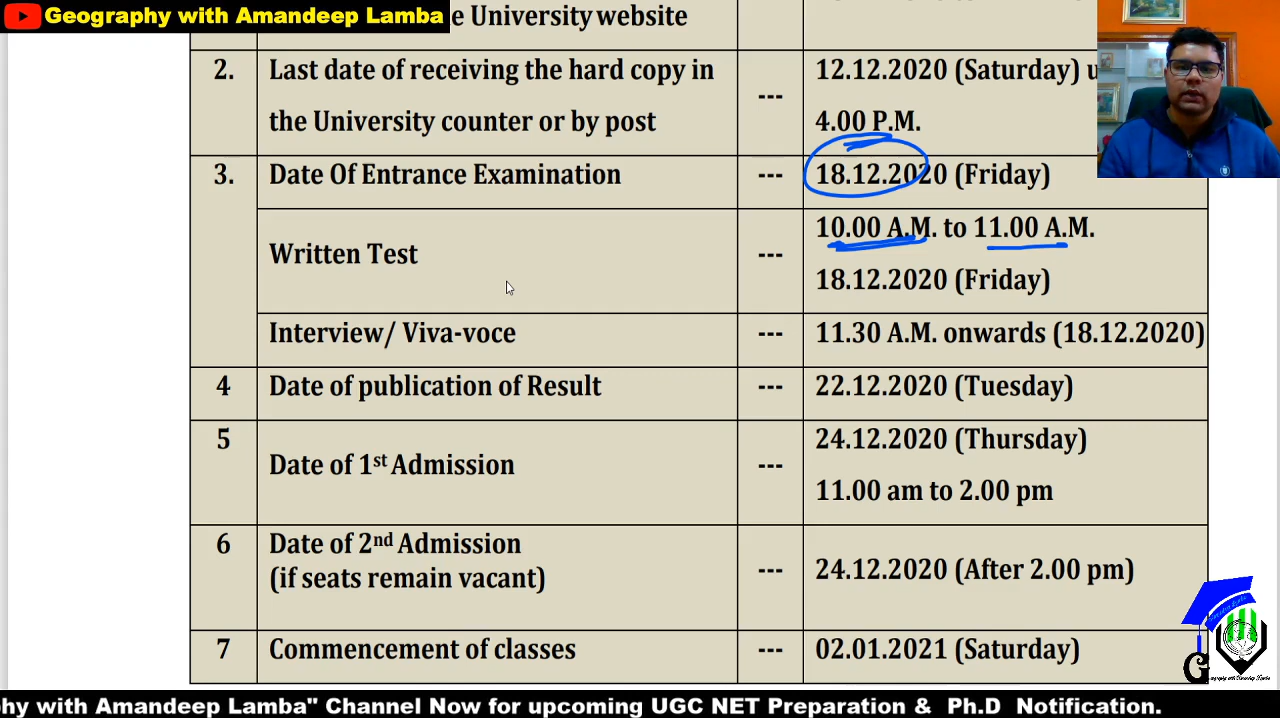 Geography with Amandeep Lamba
e University website
2. Last date of receiving the hard copy in
the University counter or by post
---
12.12.2020 (Saturday) u
4.00 P.M.
3. Date Of Entrance Examination --- 18.12.2020 (Friday)
Written Test
---
10.00 A.M. to 11.00 A.M.
18.12.2020 (Friday)
Interview/ Viva-voce --- 11.30 A.M. onwards (18.12.2020)
4 Date of publication of Result --- 22.12.2020 (Tuesday)
5 Date of 1st Admission
---
24.12.2020 (Thursday)
11.00 am to 2.00 pm
6 Date of 2nd Admission
(if seats remain vacant)
---
24.12.2020 (After 2.00 pm)
7 Commencement of classes --- 02.01.2021 (Saturday)
G
hy with Amandeep Lamba" Channel Now for upcoming UGC NET Preparation & Ph.D Notification.